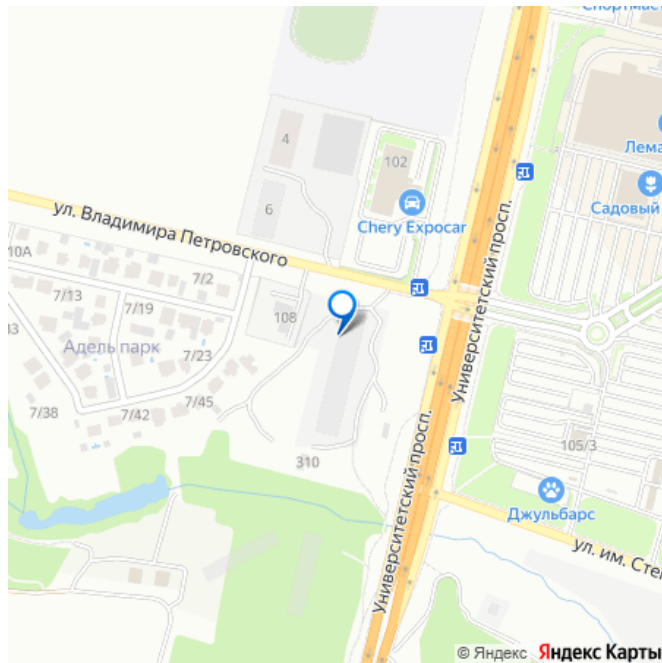 Спортмас
4
102
Лема
6
Садовый
ул. Владимира Петровского
Chery Expocar
10А
7/2
7/13
7/19
108
Университетский просп.
Адель парк
7/23
7/38
7/42
7/45
Университетский просп.
105/3
310
Джульбарс
ул. им. Сте
Университетский просп.
© Яндекс Яндекс Карты